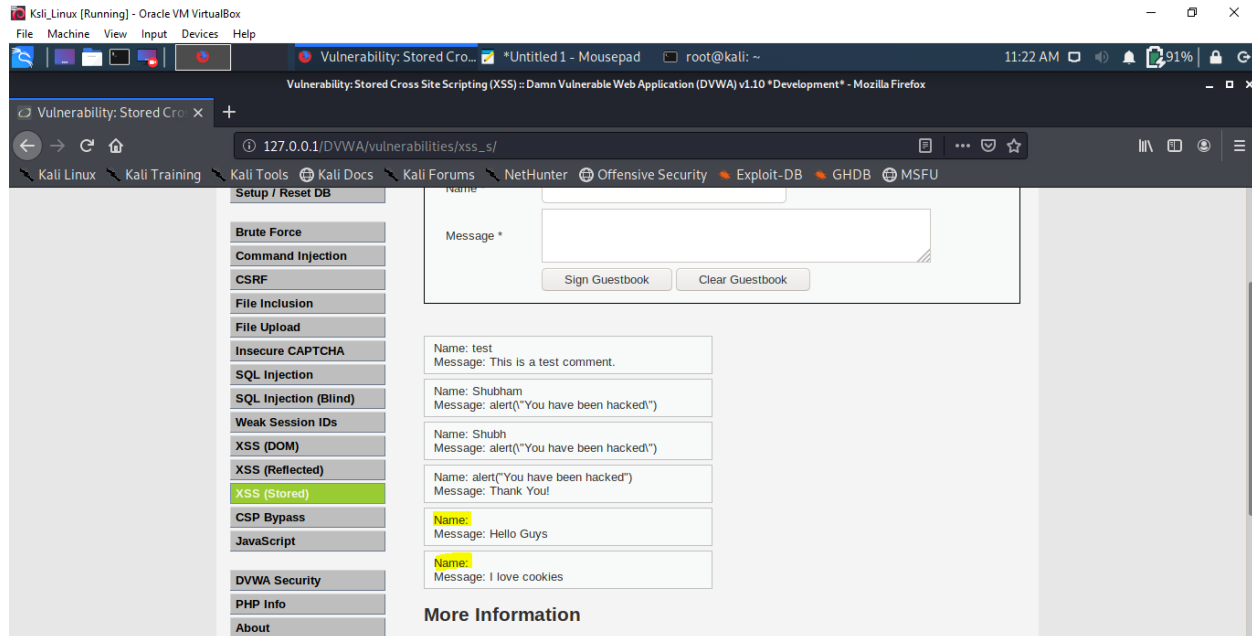 Ksli_Linux [Running] - Oracle VM VirtualBox
File Machine View Input Devices Help
Vulnerability: Stored Cro... *Untitled 1 - Mousepad root@kali: ~ 11:22 AM 91%
Vulnerability: Stored Cross Site Scripting (XSS) :: Damn Vulnerable Web Application (DVWA) v1.10 *Development* - Mozilla Firefox
Vulnerability: Stored Cro
127.0.0.1/DVWA/vulnerabilities/xss_s/
Kali Linux Kali Training Kali Tools Kali Docs Kali Forums NetHunter Offensive Security Exploit-DB GHDB MSFU
Setup / Reset DB
Brute Force
Command Injection
CSRF
File Inclusion
File Upload
Insecure CAPTCHA
SQL Injection
SQL Injection (Blind)
Weak Session IDs
XSS (DOM)
XSS (Reflected)
XSS (Stored)
CSP Bypass
JavaScript
DVWA Security
PHP Info
About
Name *
Message *
Sign Guestbook Clear Guestbook
Name: test
Message: This is a test comment.
Name: Shubham
Message: alert(\"You have been hacked\")
Name: Shubh
Message: alert(\"You have been hacked\")
Name: alert("You have been hacked")
Message: Thank You!
Name:
Message: Hello Guys
Name:
Message: I love cookies
More Information